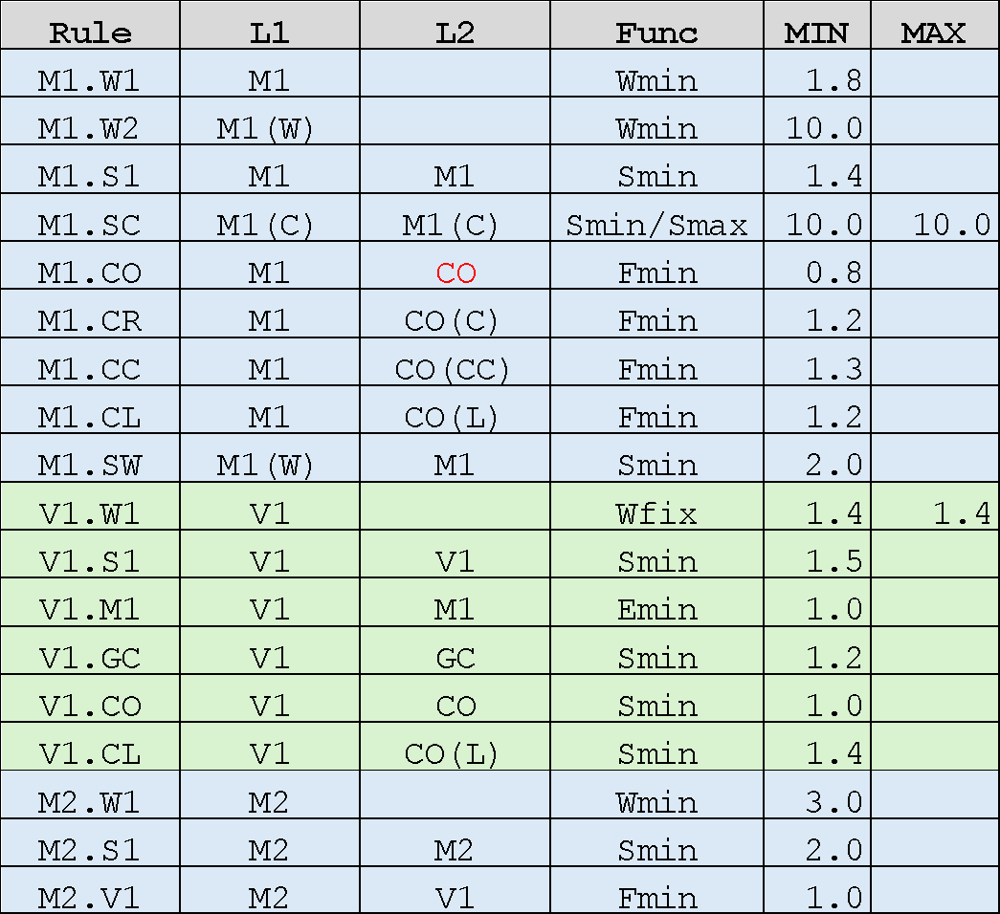 Rule L1 L2 Func MIN MAX
M1.W1 M1 Wmin 1.8
M1.W2 M1(W) Wmin 10.0
M1.S1 M1 M1 Smin 1.4
M1.SC M1(C) M1(C) Smin/Smax 10.0 10.0
M1.CO M1 CO Fmin 0.8
M1.CR M1 CO(C) Fmin 1.2
M1.CC M1 CO(CC) Fmin 1.3
M1.CL M1 CO(L) Fmin 1.2
M1.SW M1(W) M1 Smin 2.0
V1.W1 V1 Wfix 1.4 1.4
V1.S1 V1 V1 Smin 1.5
V1.M1 V1 M1 Emin 1.0
V1.GC V1 GC Smin 1.2
V1.CO V1 CO Smin 1.0
V1.CL V1 CO(L) Smin 1.4
M2.W1 M2 Wmin 3.0
M2.S1 M2 M2 Smin 2.0
M2.V1 M2 V1 Fmin 1.0